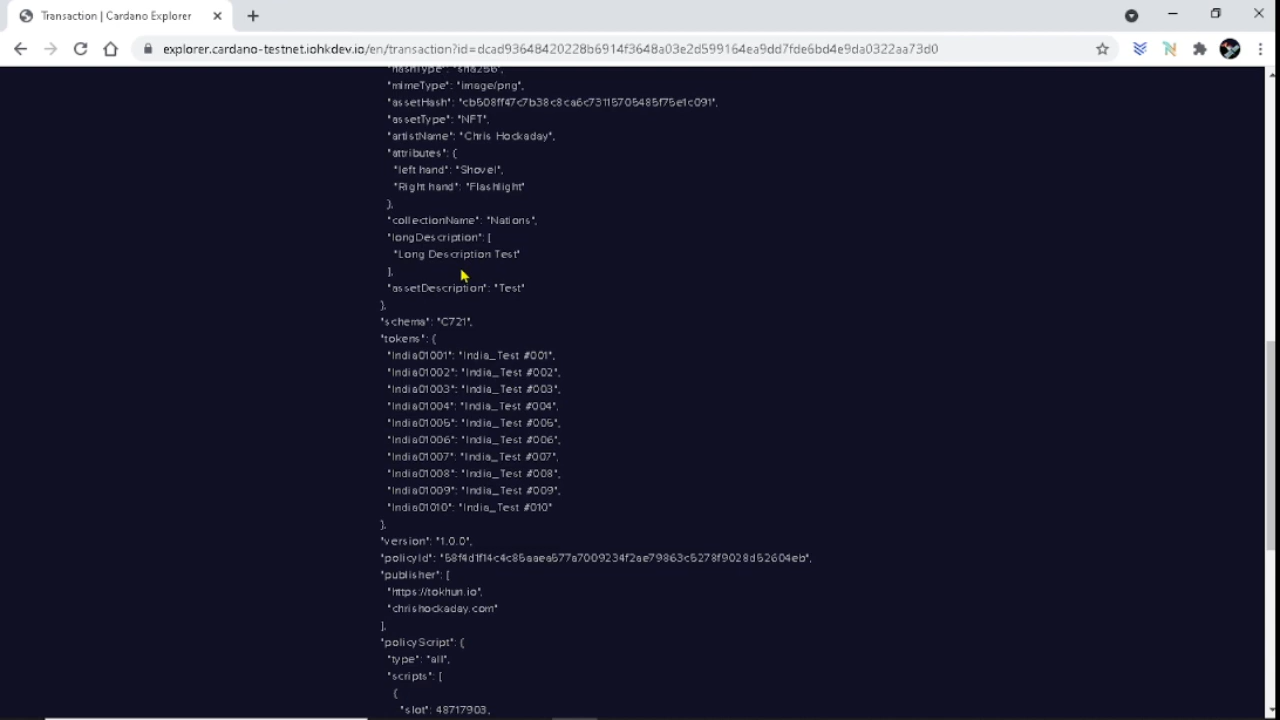 Transaction | Cardano Explorer
explorer.cardano-testnet.iohkdev.io/en/transaction?id=dcad93648420228b6914f3648a03e2d599164ea9dd7fde6bd4e9da0322aa73d0
"hashType": "sha256",
"mimeType": "image/png",
"assetHash": "cb508ff47c7b38c8ca6c73115705485f75e1c091",
"assetType": "NFT",
"artistName": "Chris Hockaday",
"attributes": {
"left hand": "Shovel",
"Right hand": "Flashlight"
},
"collectionName": "Nations",
"longDescription": [
"Long Description Test"
],
"assetDescription": "Test"
},
"schema": "C721",
"tokens": {
"India01001": "India_Test #001",
"India01002": "India_Test #002",
"India01003": "India_Test #003",
"India01004": "India_Test #004",
"India01005": "India_Test #005",
"India01006": "India_Test #006",
"India01007": "India_Test #007",
"India01008": "India_Test #008",
"India01009": "India_Test #009",
"India01010": "India_Test #010"
},
"version": "1.0.0",
"policyId": "58f4d1f14c4c85aaea577a7009234f2ae79863c5278f9028d52604eb",
"publisher": [
"https://tokhun.io",
"chrishockaday.com"
],
"policyScript": {
"type": "all",
"scripts": [
{
"slot": 48717903,